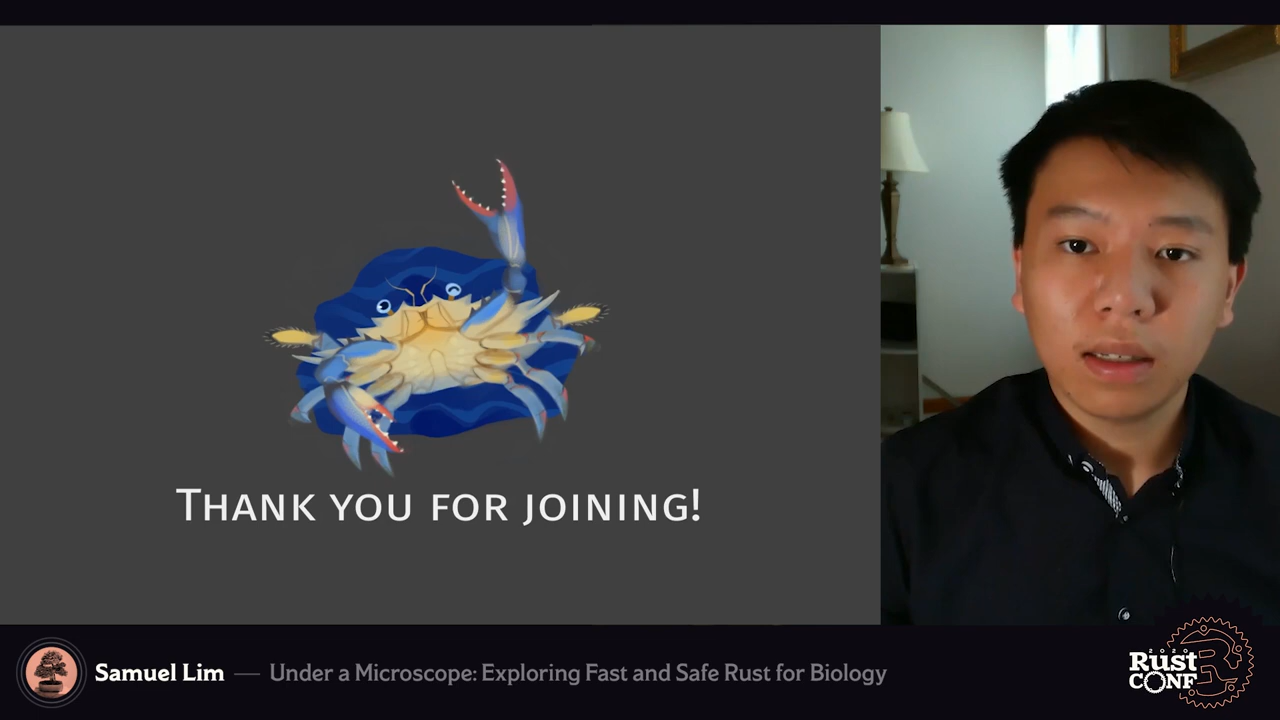 Thank you for joining!
Samuel Lim — Under a Microscope: Exploring Fast and Safe Rust for Biology
2020
Rust
CONF
R